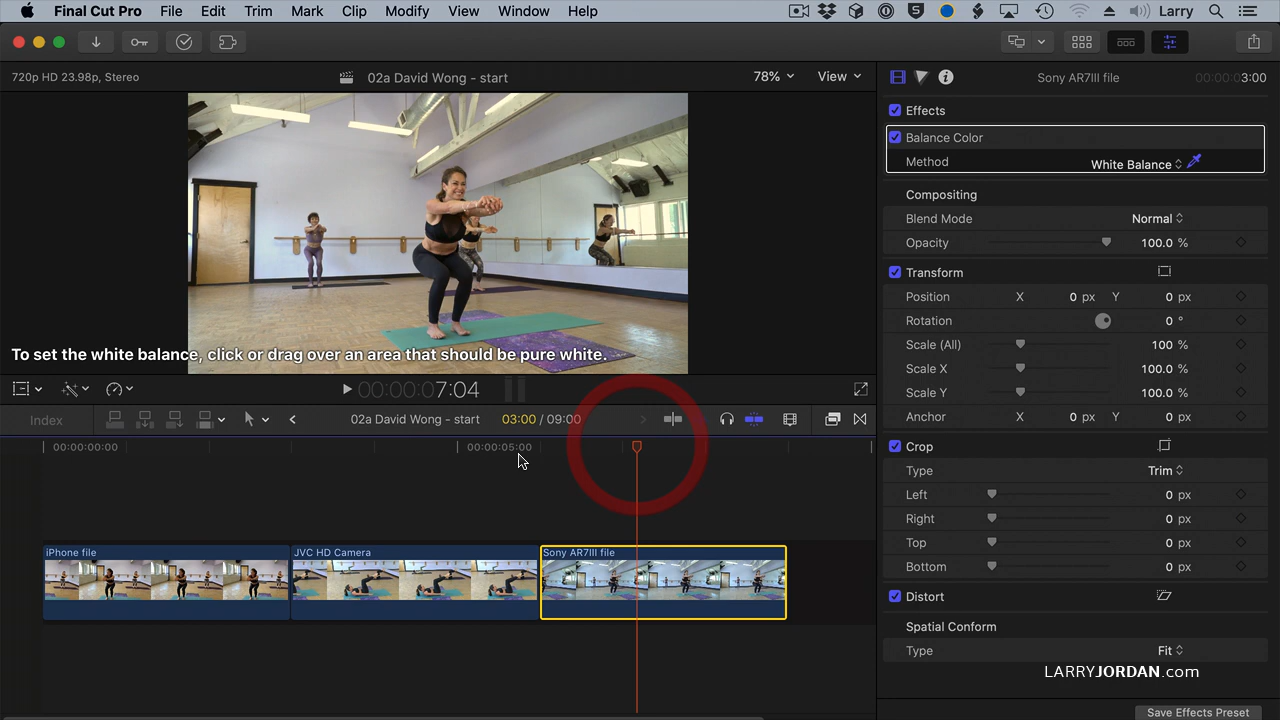 Final Cut Pro File Edit Trim Mark Clip Modify View Window Help Larry
720p HD 23.98p, Stereo 02a David Wong - start 78% View Sony AR7III file 00:00:03:00
Effects
Balance Color
Method White Balance
Compositing
Blend Mode Normal
Opacity 100.0 %
Transform
Position X 0 px Y 0 px
Rotation 0 °
Scale (All) 100 %
To set the white balance, click or drag over an area that should be pure white.
Scale X 100.0 %
00:00:00:07:04
Scale Y 100.0 %
Index 02a David Wong - start 03:00 / 09:00
Anchor X 0 px Y 0 px
00:00:00:00 00:00:05:00
Crop
Type Trim
Left 0 px
Right 0 px
Top 0 px
iPhone file JVC HD Camera Sony AR7III file
Bottom 0 px
Distort
Spatial Conform
Type Fit
LARRYJORDAN.com
Save Effects Preset